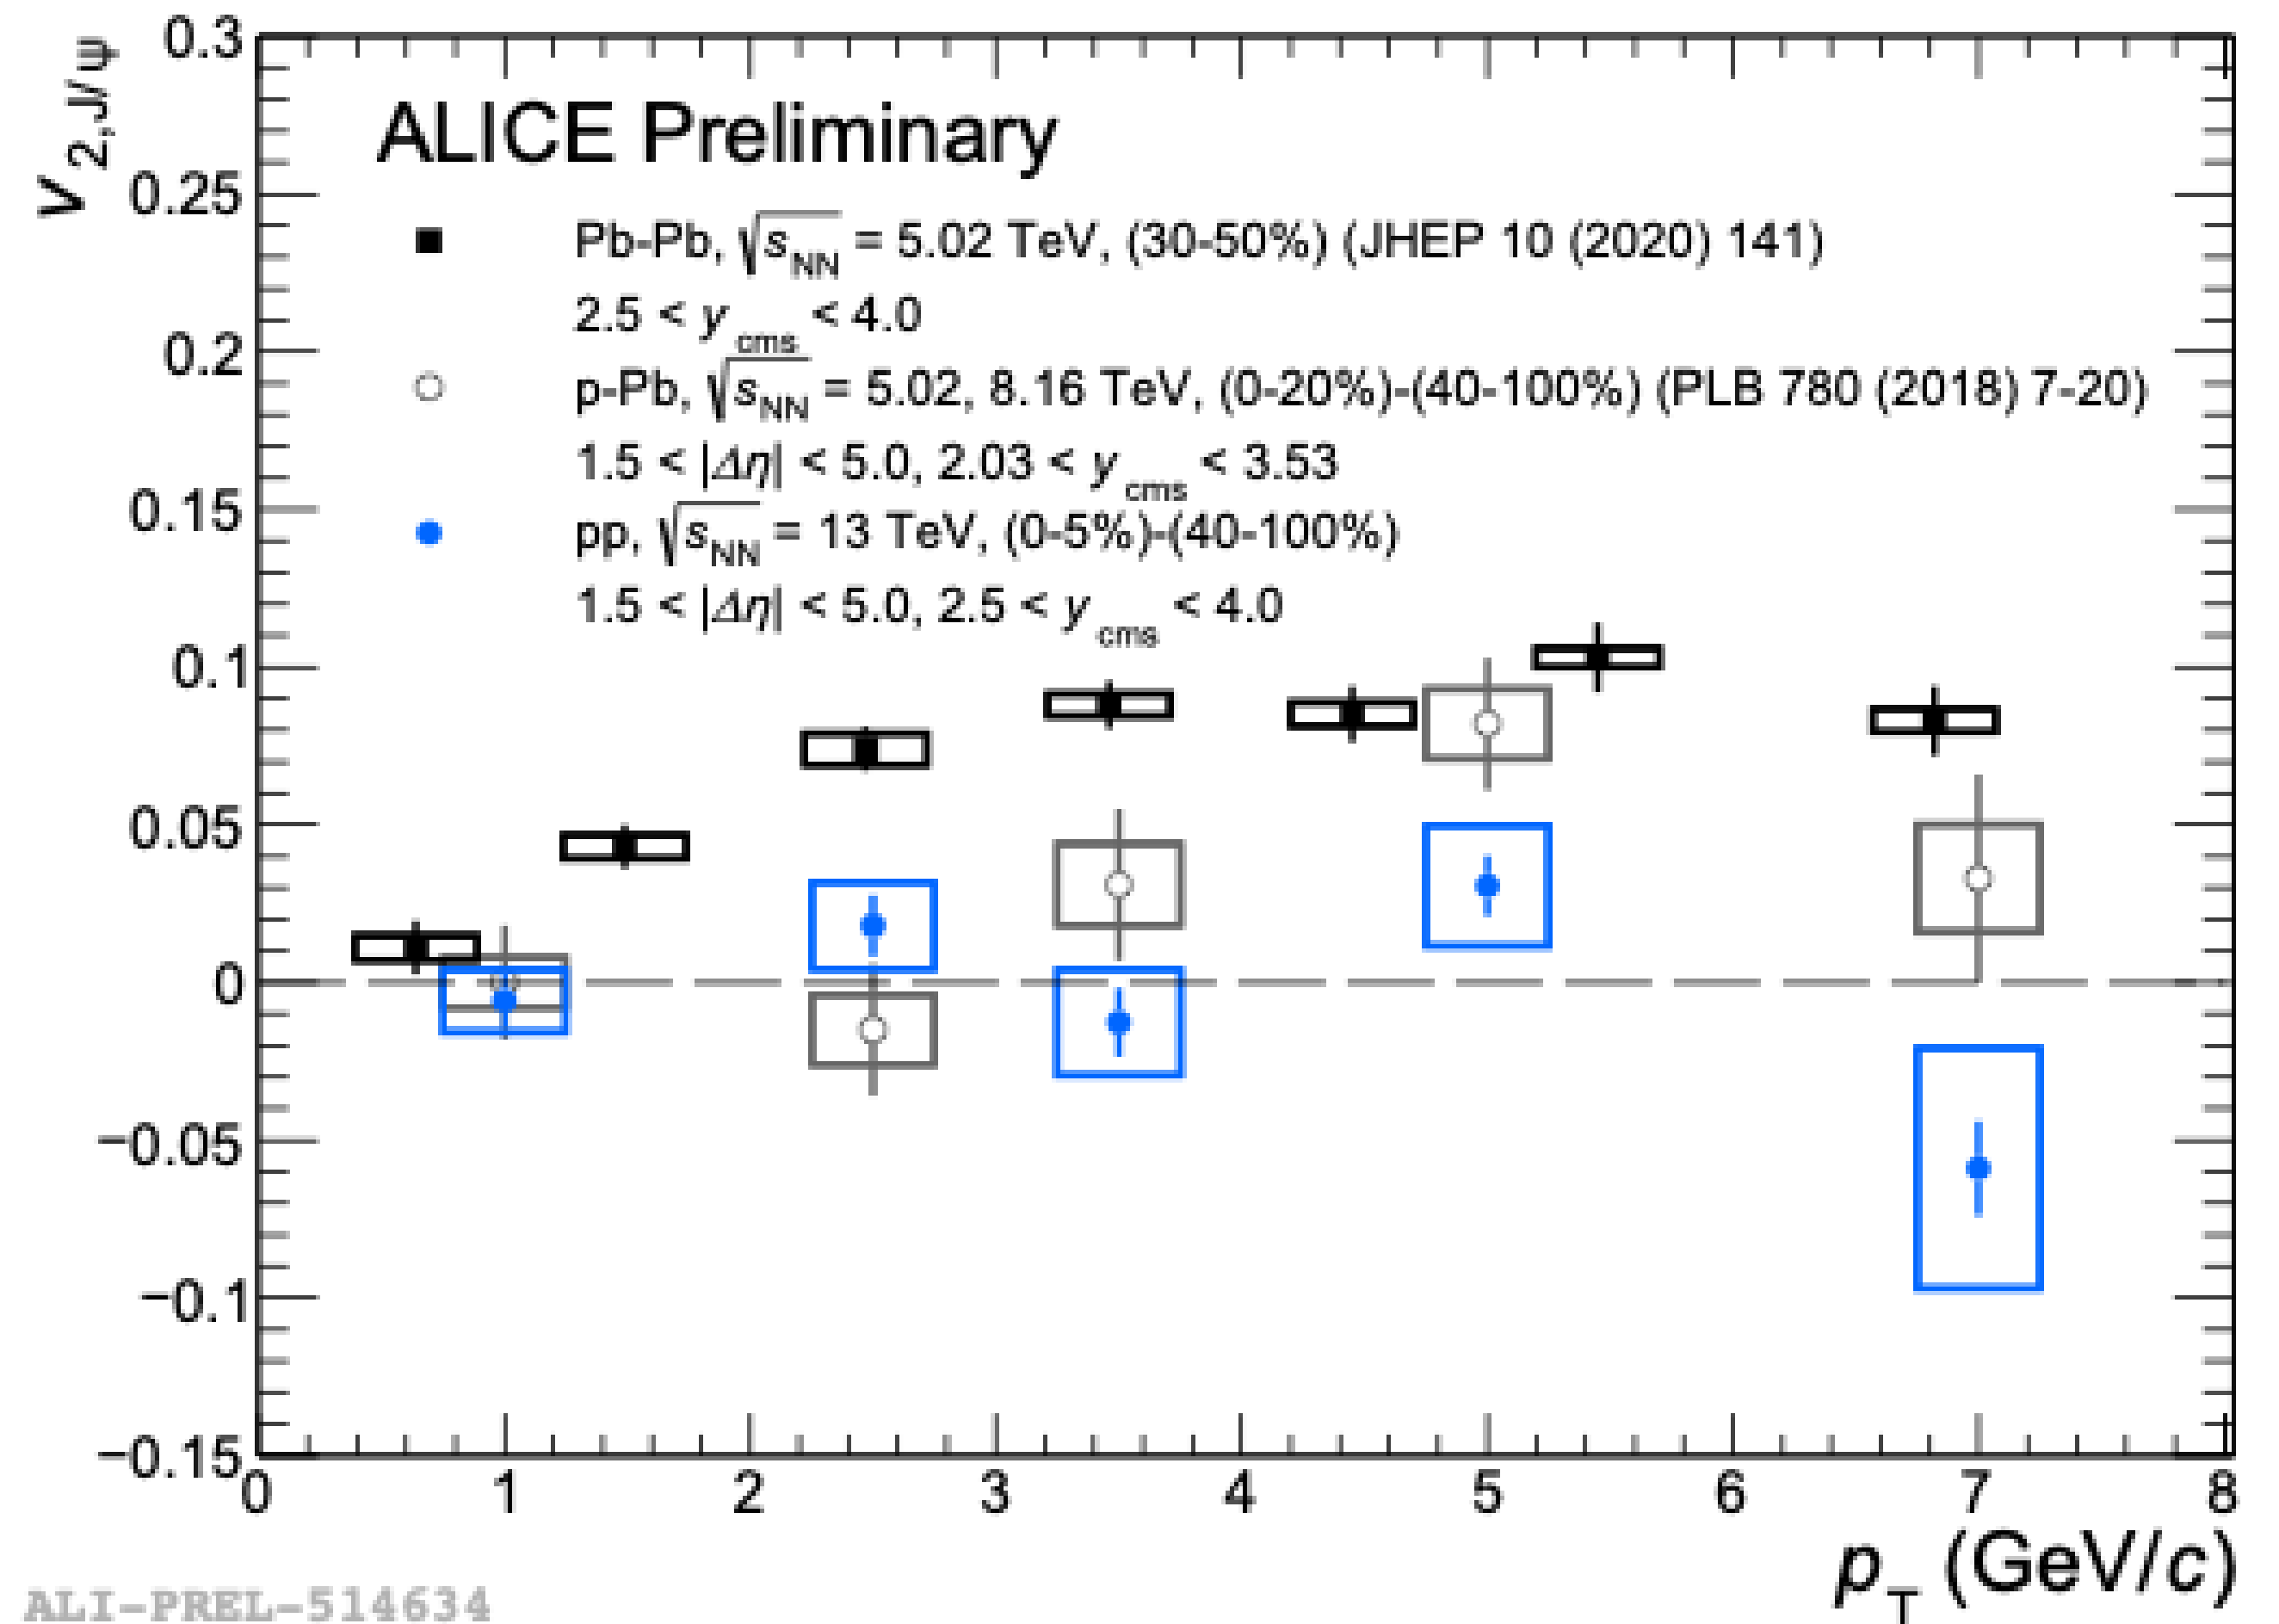 0.3
v2,J/ψ
ALICE Preliminary
0.25
Pb-Pb, √sNN = 5.02 TeV, (30-50%) (JHEP 10 (2020) 141)
2.5 < ycms < 4.0
0.2
p-Pb, √sNN = 5.02, 8.16 TeV, (0-20%)-(40-100%) (PLB 780 (2018) 7-20)
1.5 < |Δη| < 5.0, 2.03 < ycms < 3.53
0.15
pp, √sNN = 13 TeV, (0-5%)-(40-100%)
1.5 < |Δη| < 5.0, 2.5 < ycms < 4.0
0.1
0.05
0
−0.05
−0.1
−0.15
0 1 2 3 4 5 6 7 8
pT (GeV/c)
ALI-PREL-514634